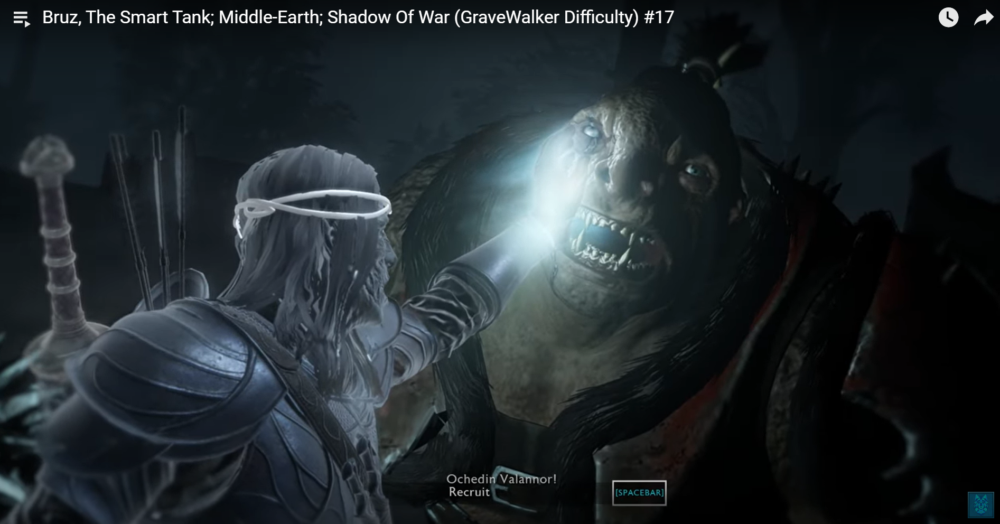 Bruz, The Smart Tank; Middle-Earth; Shadow Of War (GraveWalker Difficulty) #17
Ochedin Valannor!
Recruit
[SPACEBAR]